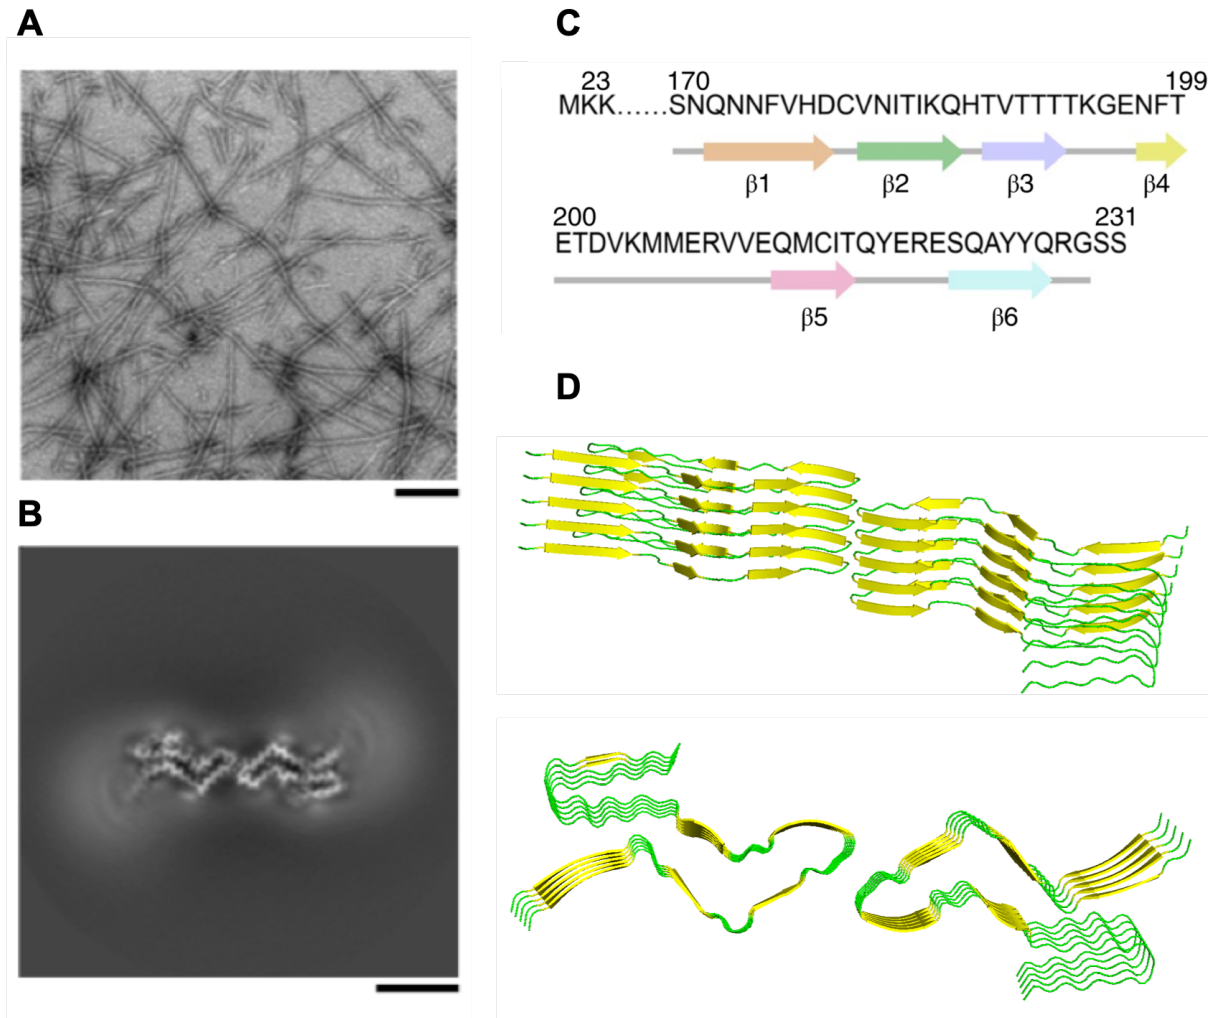 A
B
C
23 170 199
MKK......SNQNNFVHDCVNITIKQHTVTTTTKGENFT
β1 β2 β3 β4
200 231
ETDVKMMERVVEQMCITQYERESQAYYQRGSS
β5 β6
D